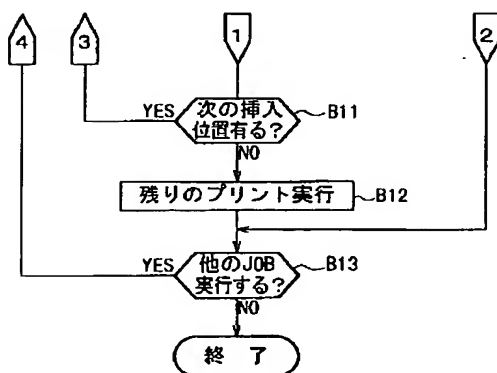 4
3
1
2
YES
次の挿入
位置有る?
B11
NO
残りのプリント実行
B12
YES
他のJOB
実行する?
B13
NO
終 了